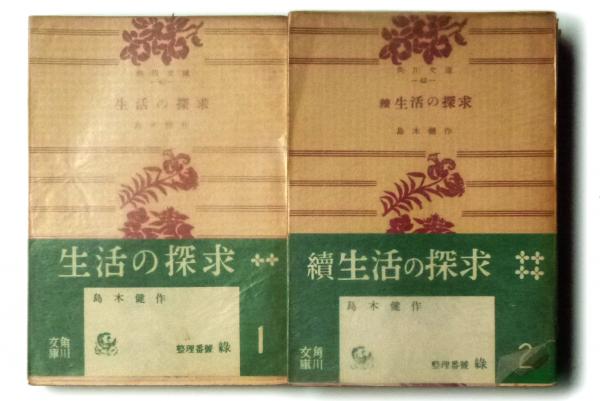 角川文庫
生活の探求
島木健作
生活の探求
島木健作
1
角川
文庫
整理番號 綠
角川文庫
—62—
續 生活の探求
島木健作
續 生活の探求
島木健作
2
角川
文庫
整理番號 綠